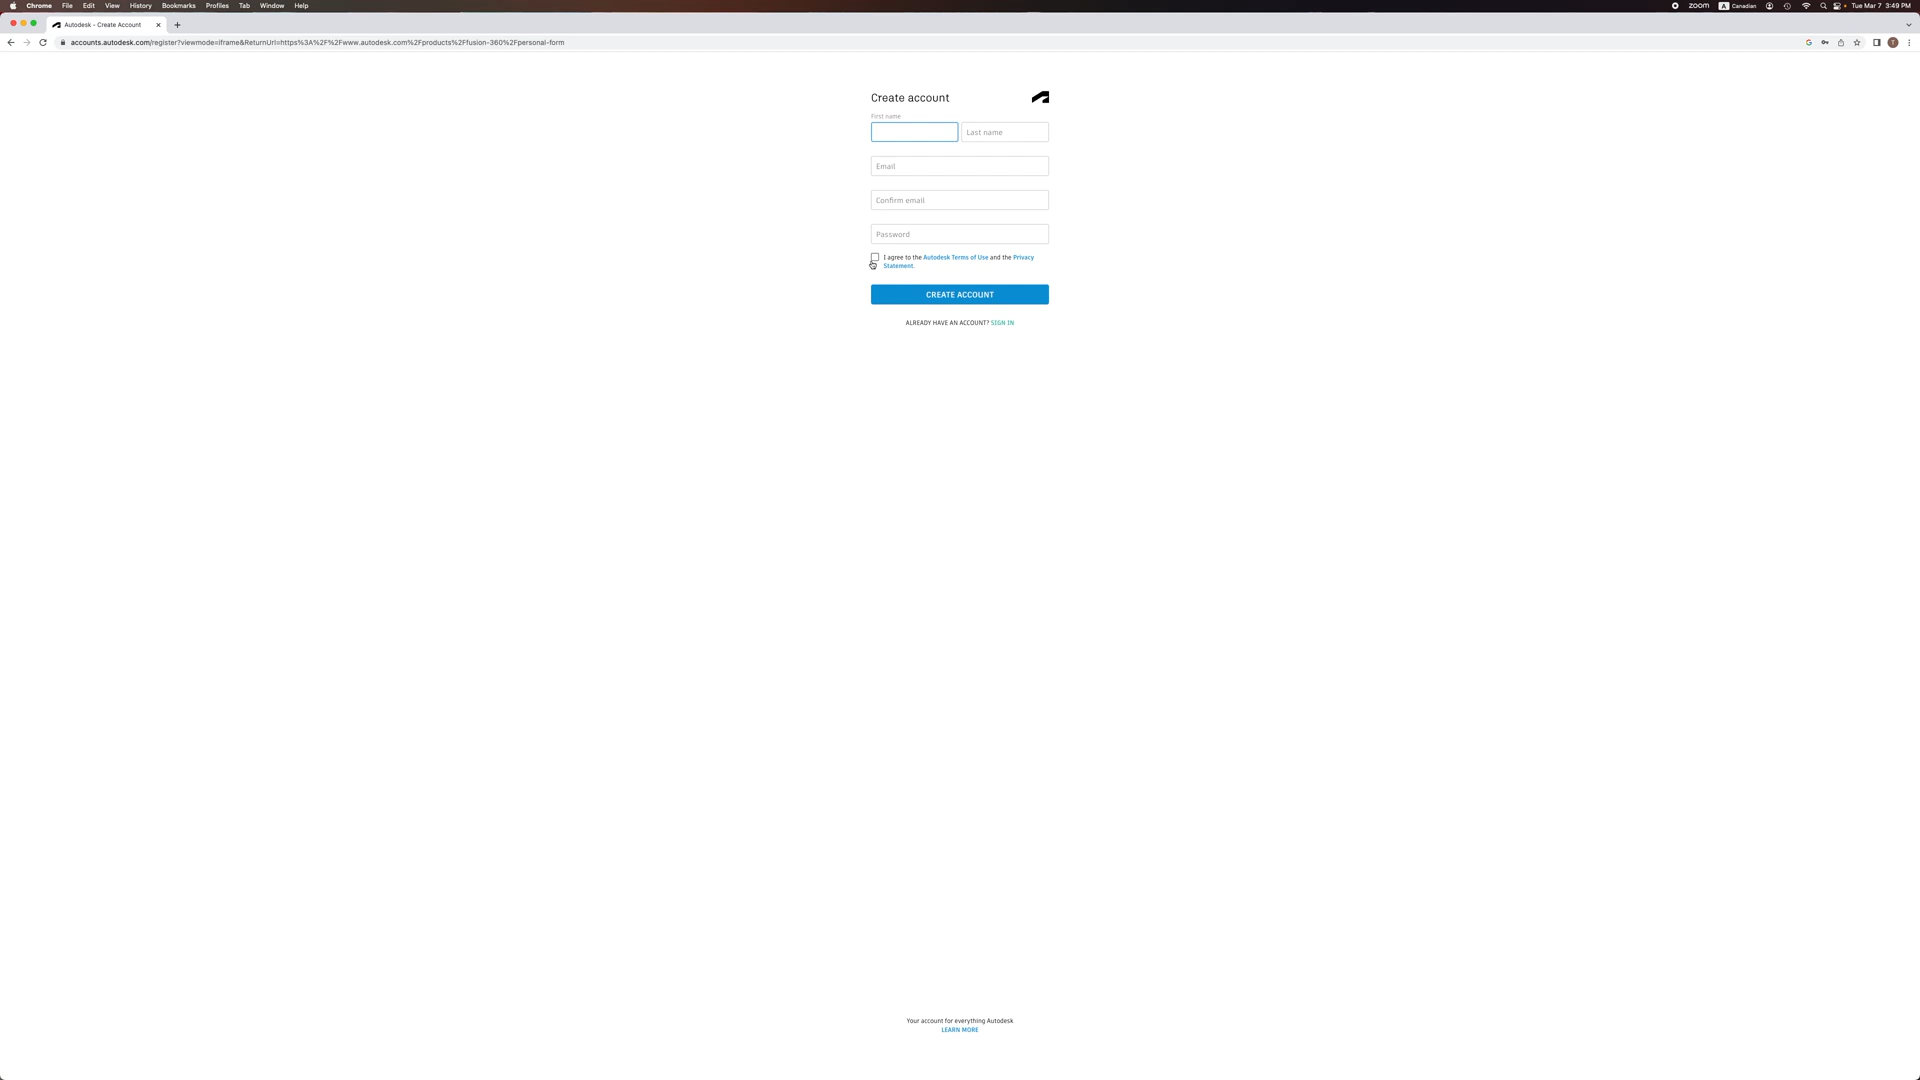 Chrome File Edit View History Bookmarks Profiles Tab Window Help
zoom A Canadian Tue Mar 7 3:49 PM
Autodesk - Create Account
accounts.autodesk.com/register?viewmode=iframe&ReturnUrl=https%3A%2F%2Fwww.autodesk.com%2Fproducts%2Ffusion-360%2Fpersonal-form
G T
Create account
First name
Last name
Email
Confirm email
Password
I agree to the Autodesk Terms of Use and the Privacy
Statement.
CREATE ACCOUNT
ALREADY HAVE AN ACCOUNT? SIGN IN
Your account for everything Autodesk
LEARN MORE